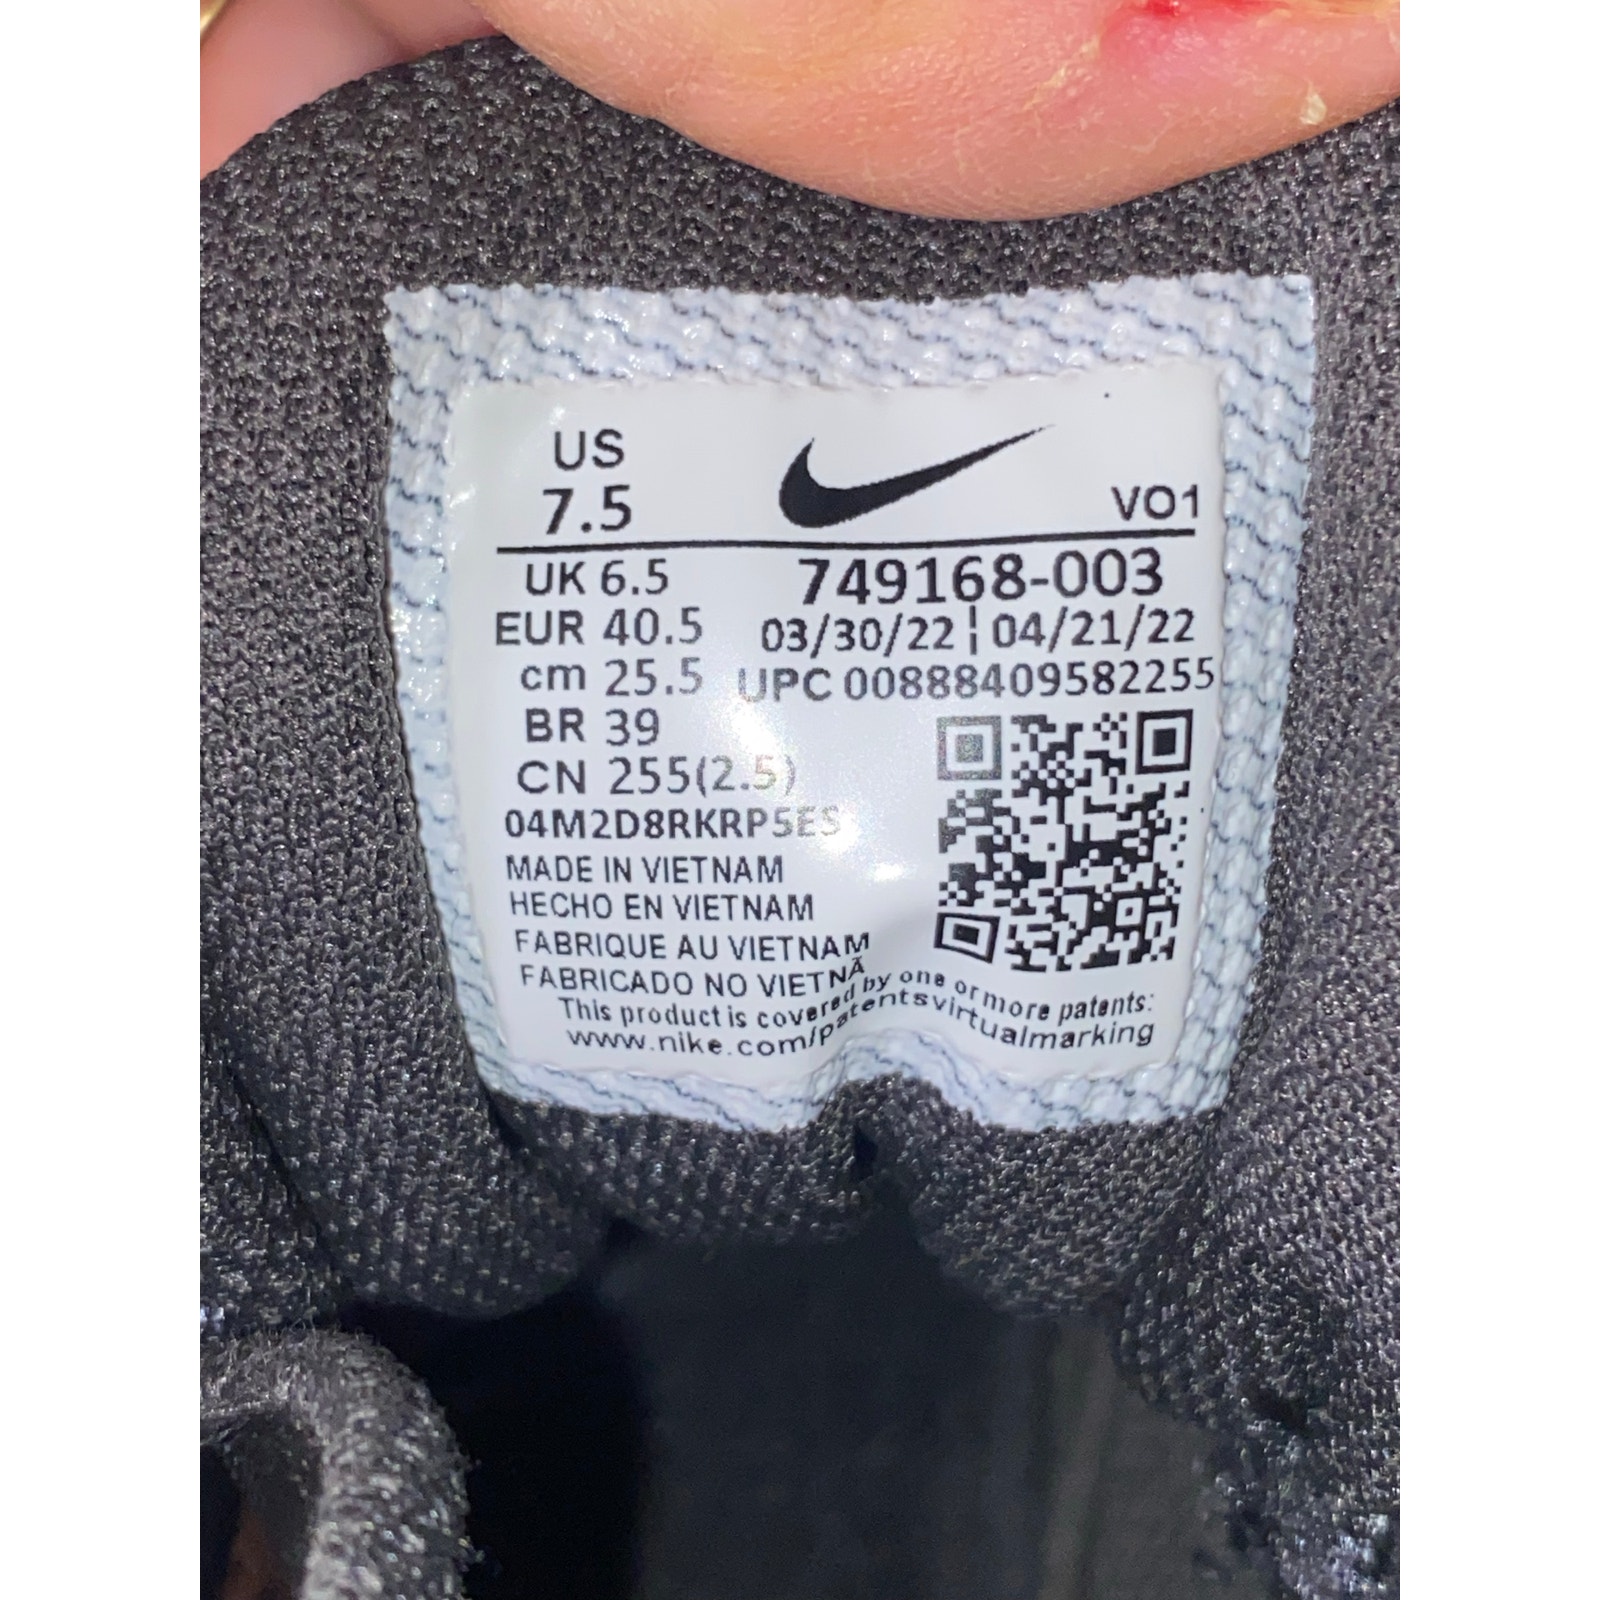 US
7.5
VO1
UK 6.5
749168-003
EUR 40.5
03/30/22 ¦ 04/21/22
cm 25.5
UPC 00888409582255
BR 39
CN 255(2.5)
04M2D8RKRP5ES
MADE IN VIETNAM
HECHO EN VIETNAM
FABRIQUE AU VIETNAM
FABRICADO NO VIETNÃ
This product is covered by one or more patents:
www.nike.com/patentsvirtualmarking